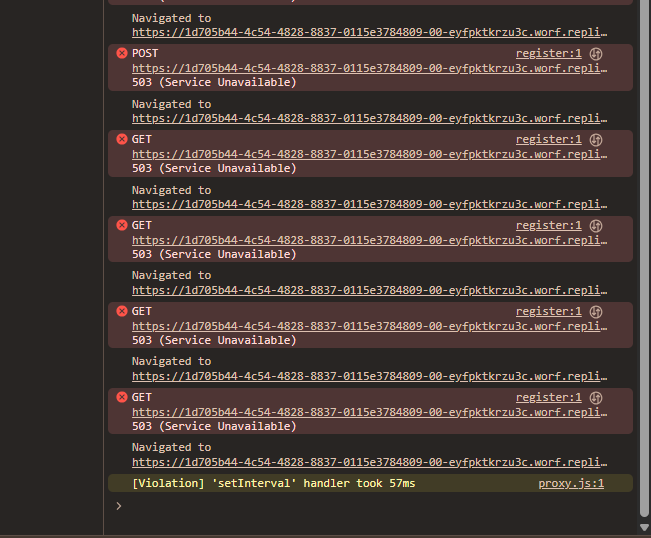 Navigated to
https://1d705b44-4c54-4828-8837-0115e3784809-00-eyfpktkrzu3c.worf.repli…
POST register:1
https://1d705b44-4c54-4828-8837-0115e3784809-00-eyfpktkrzu3c.worf.repli…
503 (Service Unavailable)
Navigated to
https://1d705b44-4c54-4828-8837-0115e3784809-00-eyfpktkrzu3c.worf.repli…
GET register:1
https://1d705b44-4c54-4828-8837-0115e3784809-00-eyfpktkrzu3c.worf.repli…
503 (Service Unavailable)
Navigated to
https://1d705b44-4c54-4828-8837-0115e3784809-00-eyfpktkrzu3c.worf.repli…
GET register:1
https://1d705b44-4c54-4828-8837-0115e3784809-00-eyfpktkrzu3c.worf.repli…
503 (Service Unavailable)
Navigated to
https://1d705b44-4c54-4828-8837-0115e3784809-00-eyfpktkrzu3c.worf.repli…
GET register:1
https://1d705b44-4c54-4828-8837-0115e3784809-00-eyfpktkrzu3c.worf.repli…
503 (Service Unavailable)
Navigated to
https://1d705b44-4c54-4828-8837-0115e3784809-00-eyfpktkrzu3c.worf.repli…
GET register:1
https://1d705b44-4c54-4828-8837-0115e3784809-00-eyfpktkrzu3c.worf.repli…
503 (Service Unavailable)
Navigated to
https://1d705b44-4c54-4828-8837-0115e3784809-00-eyfpktkrzu3c.worf.repli…
[Violation] 'setInterval' handler took 57ms proxy.js:1